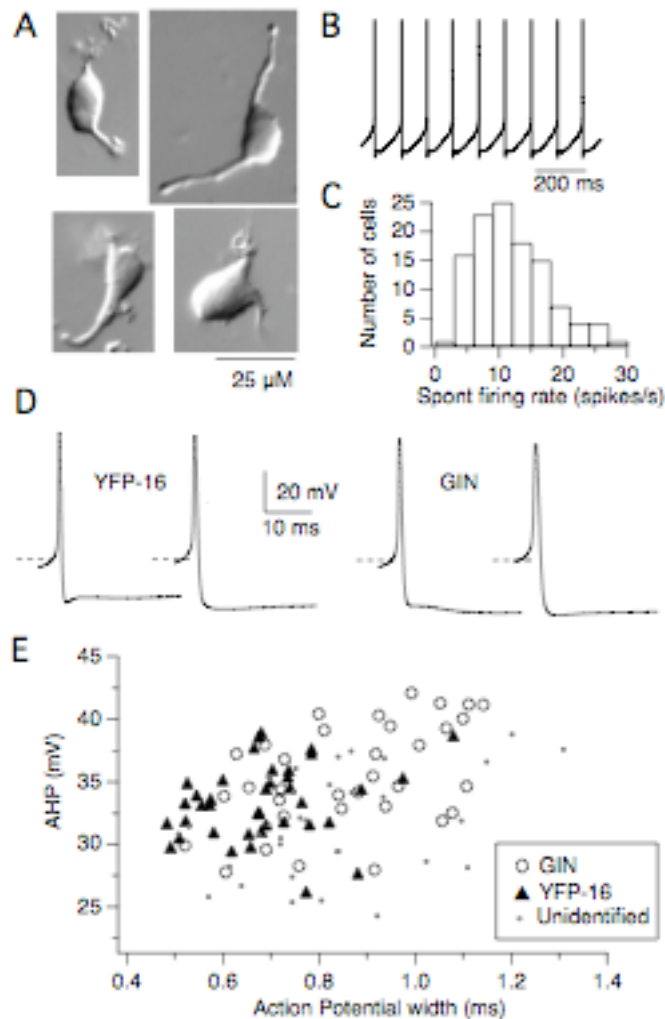 A
B
200 ms
C
Number of cells
25
20
15
10
5
0
0 10 20 30
Spont firing rate (spikes/s)
25 µM
D
YFP-16
20 mV
10 ms
GIN
E
AHP (mV)
45
40
35
30
25
0.4 0.6 0.8 1.0 1.2 1.4
Action Potential width (ms)
GIN
YFP-16
Unidentified